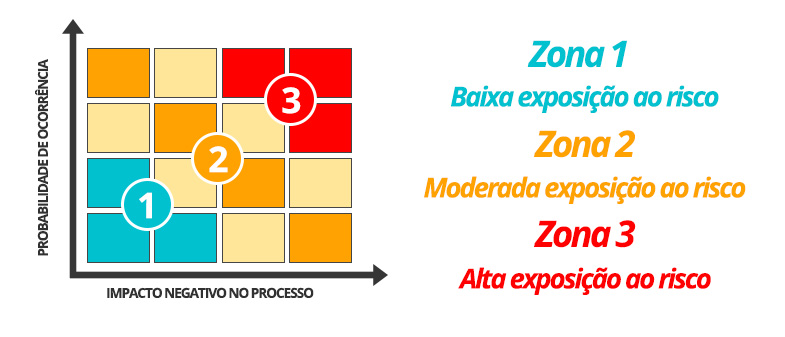 PROBABILIDADE DE OCORRÊNCIA
3
2
1
IMPACTO NEGATIVO NO PROCESSO
Zona 1
Baixa exposição ao risco
Zona 2
Moderada exposição ao risco
Zona 3
Alta exposição ao risco